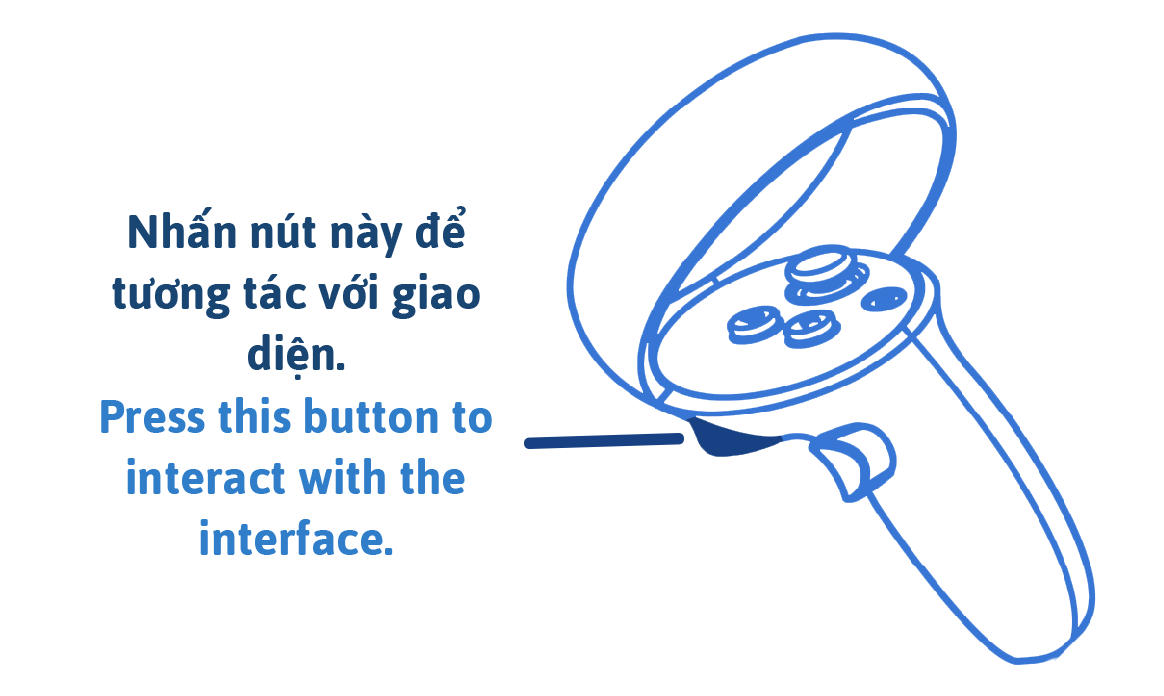 Nhấn nút này để
tương tác với giao
diện.
Press this button to
interact with the
interface.